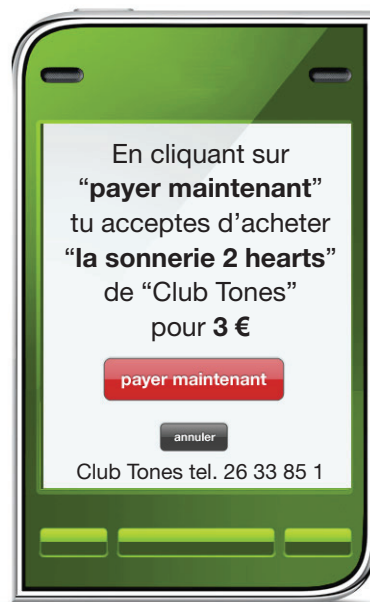 En cliquant sur
“payer maintenant”
tu acceptes d’acheter
“la sonnerie 2 hearts”
de “Club Tones”
pour 3 €
payer maintenant
annuler
Club Tones tel. 26 33 85 1